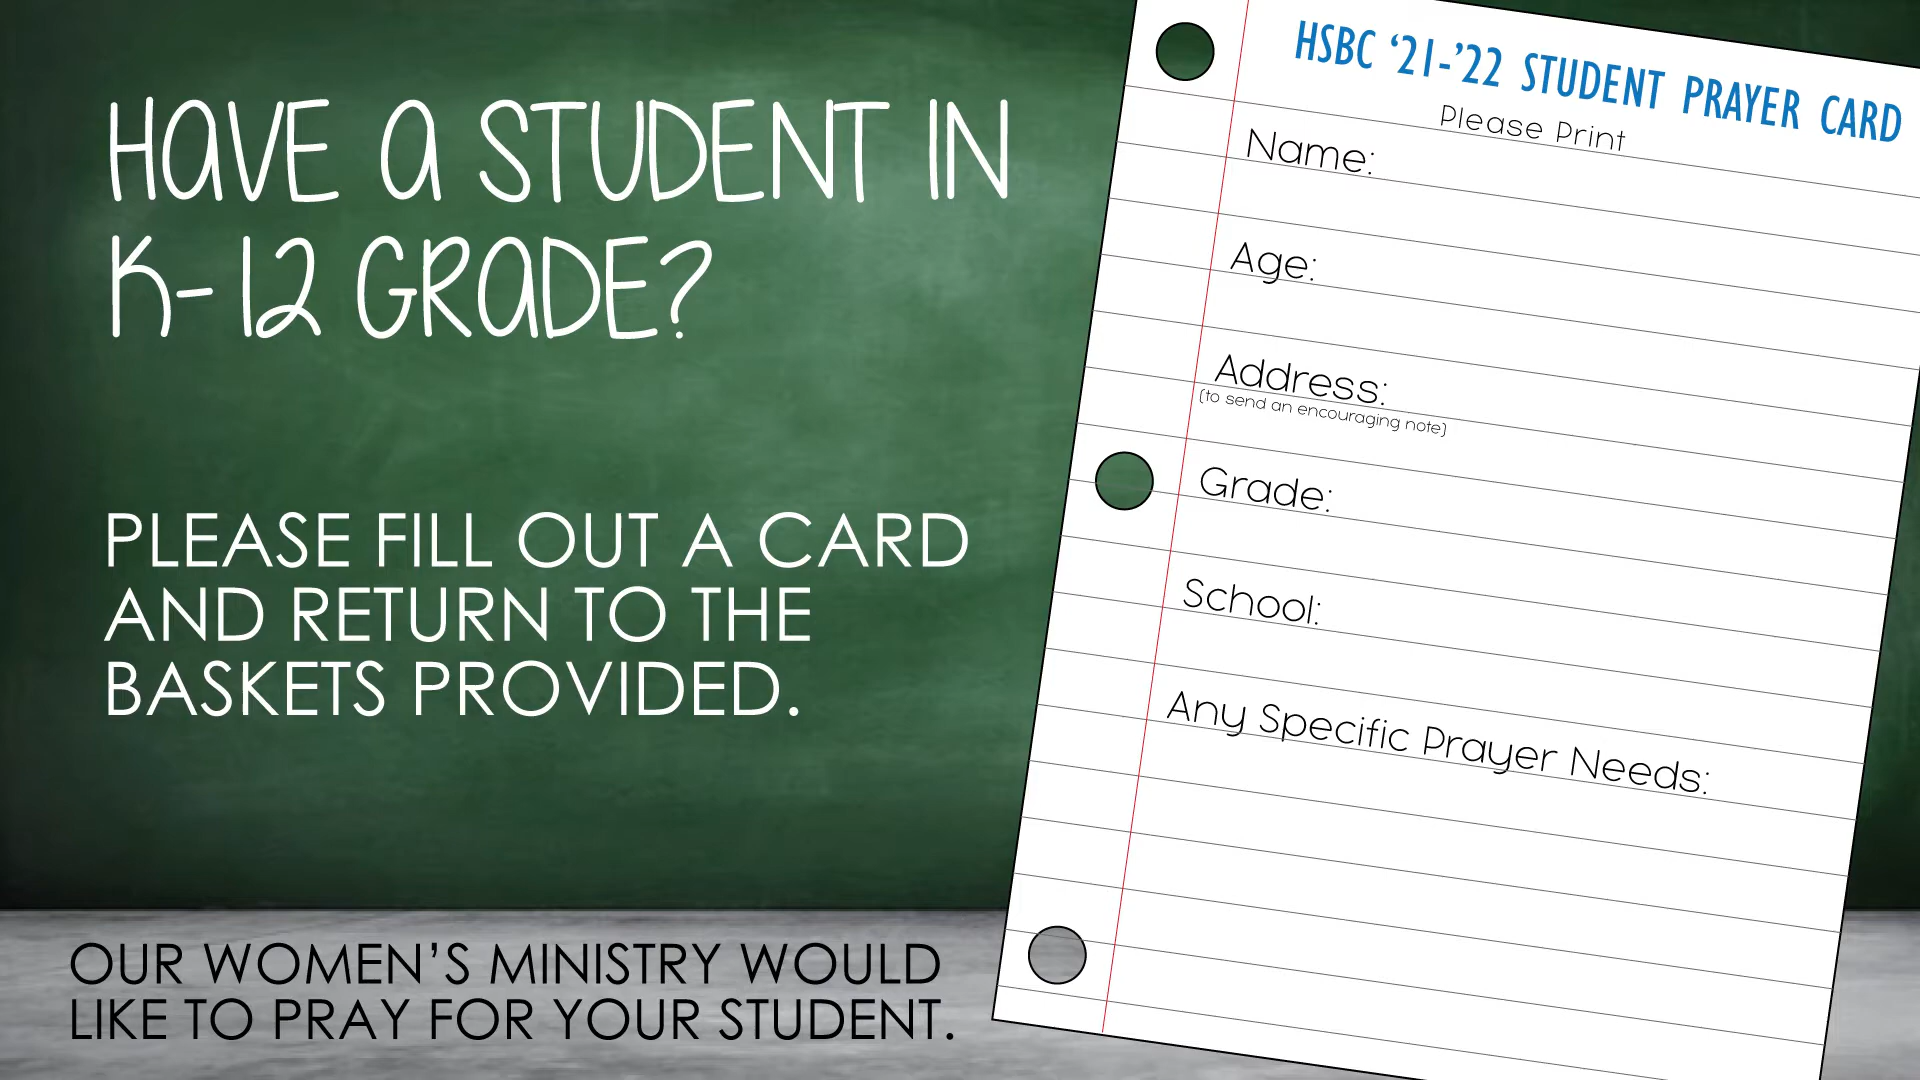 HAVE A STUDENT IN
K-12 GRADE?
PLEASE FILL OUT A CARD
AND RETURN TO THE
BASKETS PROVIDED.
OUR WOMEN’S MINISTRY WOULD
LIKE TO PRAY FOR YOUR STUDENT.
HSBC ‘21-’22 STUDENT PRAYER CARD
Please Print
Name:
Age:
Address:
(to send an encouraging note)
Grade:
School:
Any Specific Prayer Needs: